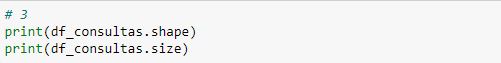 # 3
print(df_consultas.shape)
print(df_consultas.size)